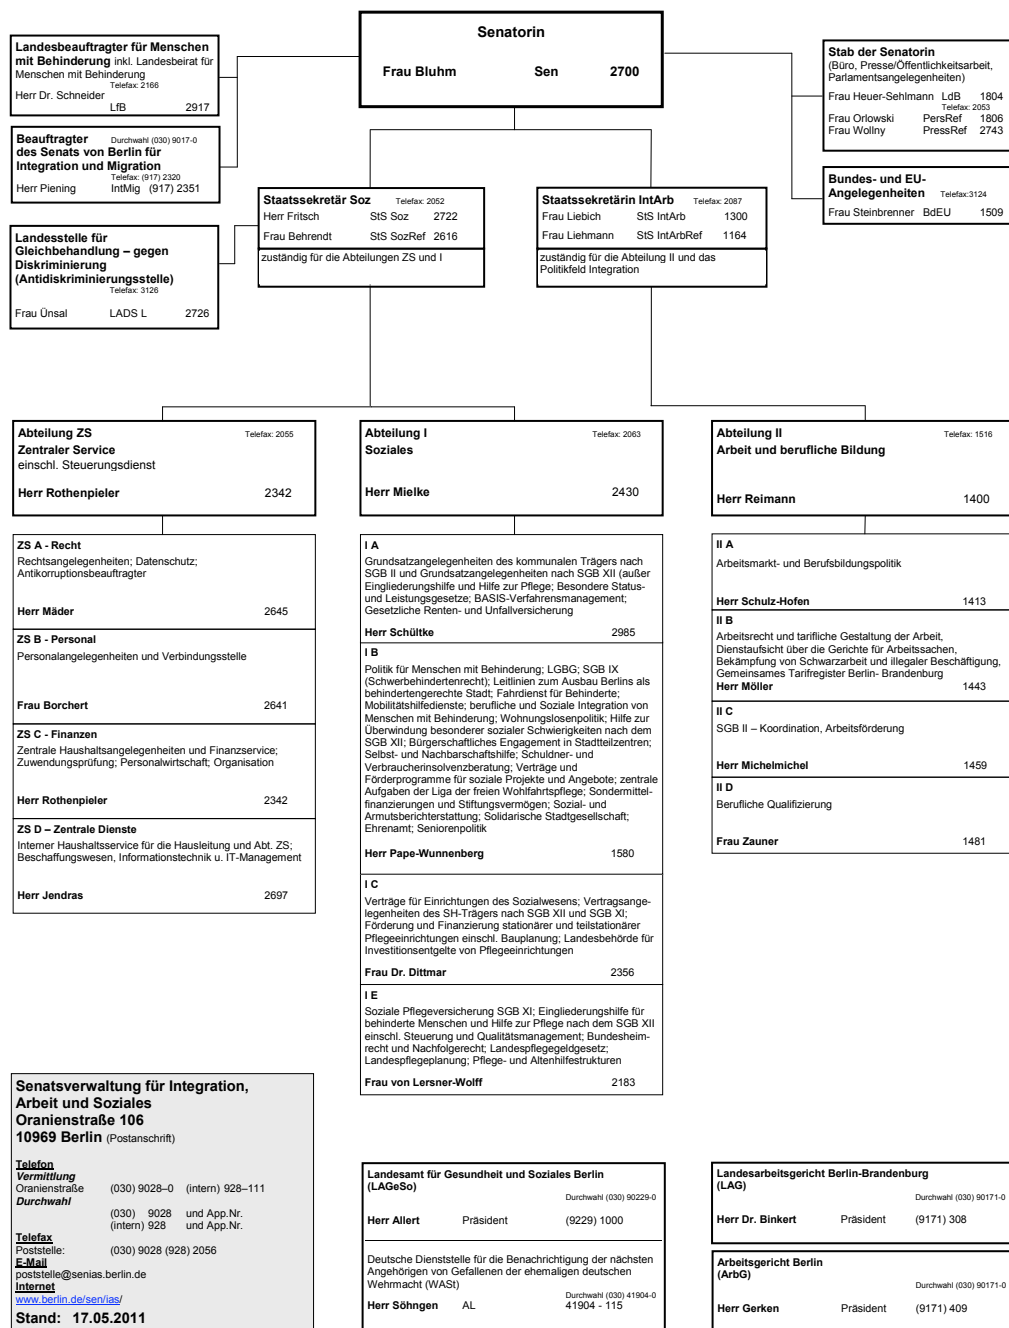 Senatorin
Frau Bluhm Sen 2700
Landesbeauftragter für Menschen
mit Behinderung inkl. Landesbeirat für
Menschen mit Behinderung
Telefax: 2166
Herr Dr. Schneider
LfB 2917
Beauftragter Durchwahl (030) 9017-0
des Senats von Berlin für
Integration und Migration
Telefax: (917) 2320
Herr Piening IntMig (917) 2351
Landesstelle für
Gleichbehandlung – gegen
Diskriminierung
(Antidiskriminierungsstelle)
Telefax: 3126
Frau Ünsal LADS L 2726
Stab der Senatorin
(Büro, Presse/Öffentlichkeitsarbeit,
Parlamentsangelegenheiten)
Frau Heuer-Sehlmann LdB 1804
Telefax: 2053
Frau Orlowski PersRef 1806
Frau Wollny PressRef 2743
Bundes- und EU-
Angelegenheiten Telefax:3124
Frau Steinbrenner BdEU 1509
Staatssekretär Soz Telefax: 2052
Herr Fritsch StS Soz 2722
Frau Behrendt StS SozRef 2616
zuständig für die Abteilungen ZS und I
Staatssekretärin IntArb Telefax: 2087
Frau Liebich StS IntArb 1300
Frau Liehmann StS IntArbRef 1164
zuständig für die Abteilung II und das
Politikfeld Integration
Abteilung ZS Telefax: 2055
Zentraler Service
einschl. Steuerungsdienst
Herr Rothenpieler 2342
ZS A - Recht
Rechtsangelegenheiten; Datenschutz;
Antikorruptionsbeauftragter
Herr Mäder 2645
ZS B - Personal
Personalangelegenheiten und Verbindungsstelle
Frau Borchert 2641
ZS C - Finanzen
Zentrale Haushaltsangelegenheiten und Finanzservice;
Zuwendungsprüfung; Personalwirtschaft; Organisation
Herr Rothenpieler 2342
ZS D – Zentrale Dienste
Interner Haushaltsservice für die Hausleitung und Abt. ZS;
Beschaffungswesen, Informationstechnik u. IT-Management
Herr Jendras 2697
Abteilung I Telefax: 2063
Soziales
Herr Mielke 2430
I A
Grundsatzangelegenheiten des kommunalen Trägers nach
SGB II und Grundsatzangelegenheiten nach SGB XII (außer
Eingliederungshilfe und Hilfe zur Pflege; Besondere Status-
und Leistungsgesetze; BASIS-Verfahrensmanagement;
Gesetzliche Renten- und Unfallversicherung
Herr Schültke 2985
I B
Politik für Menschen mit Behinderung; LGBG; SGB IX
(Schwerbehindertenrecht); Leitlinien zum Ausbau Berlins als
behindertengerechte Stadt; Fahrdienst für Behinderte;
Mobilitätshilfedienste; berufliche und Soziale Integration von
Menschen mit Behinderung; Wohnungslosenpolitik; Hilfe zur
Überwindung besonderer sozialer Schwierigkeiten nach dem
SGB XII; Bürgerschaftliches Engagement in Stadtteilzentren;
Selbst- und Nachbarschaftshilfe; Schuldner- und
Verbraucherinsolvenzberatung; Verträge und
Förderprogramme für soziale Projekte und Angebote; zentrale
Aufgaben der Liga der freien Wohlfahrtspflege; Sondermittel-
finanzierungen und Stiftungsvermögen; Sozial- und
Armutsberichterstattung; Solidarische Stadtgesellschaft;
Ehrenamt; Seniorenpolitik
Herr Pape-Wunnenberg 1580
I C
Verträge für Einrichtungen des Sozialwesens; Vertragsange-
legenheiten des SH-Trägers nach SGB XII und SGB XI;
Förderung und Finanzierung stationärer und teilstationärer
Pflegeeinrichtungen einschl. Bauplanung; Landesbehörde für
Investitionsentgelte von Pflegeeinrichtungen
Frau Dr. Dittmar 2356
I E
Soziale Pflegeversicherung SGB XI; Eingliederungshilfe für
behinderte Menschen und Hilfe zur Pflege nach dem SGB XII
einschl. Steuerung und Qualitätsmanagement; Bundesheim-
recht und Nachfolgerecht; Landespflegegeldgesetz;
Landespflegeplanung; Pflege- und Altenhilfestrukturen
Frau von Lersner-Wolff 2183
Abteilung II Telefax: 1516
Arbeit und berufliche Bildung
Herr Reimann 1400
II A
Arbeitsmarkt- und Berufsbildungspolitik
Herr Schulz-Hofen 1413
II B
Arbeitsrecht und tarifliche Gestaltung der Arbeit,
Dienstaufsicht über die Gerichte für Arbeitssachen,
Bekämpfung von Schwarzarbeit und illegaler Beschäftigung,
Gemeinsames Tarifregister Berlin- Brandenburg
Herr Möller 1443
II C
SGB II – Koordination, Arbeitsförderung
Herr Michelmichel 1459
II D
Berufliche Qualifizierung
Frau Zauner 1481
Senatsverwaltung für Integration,
Arbeit und Soziales
Oranienstraße 106
10969 Berlin (Postanschrift)
Telefon
Vermittlung
Oranienstraße (030) 9028–0 (intern) 928–111
Durchwahl
(030) 9028 und App.Nr.
(intern) 928 und App.Nr.
Telefax
Poststelle: (030) 9028 (928) 2056
E-Mail
poststelle@senias.berlin.de
Internet
www.berlin.de/sen/ias/
Stand: 17.05.2011
Landesamt für Gesundheit und Soziales Berlin
(LAGeSo)
Durchwahl (030) 90229-0
Herr Allert Präsident (9229) 1000
Deutsche Dienststelle für die Benachrichtigung der nächsten
Angehörigen von Gefallenen der ehemaligen deutschen
Wehrmacht (WASt)
Durchwahl (030) 41904-0
Herr Söhngen AL 41904 - 115
Landesarbeitsgericht Berlin-Brandenburg
(LAG)
Durchwahl (030) 90171-0
Herr Dr. Binkert Präsident (9171) 308
Arbeitsgericht Berlin
(ArbG)
Durchwahl (030) 90171-0
Herr Gerken Präsident (9171) 409